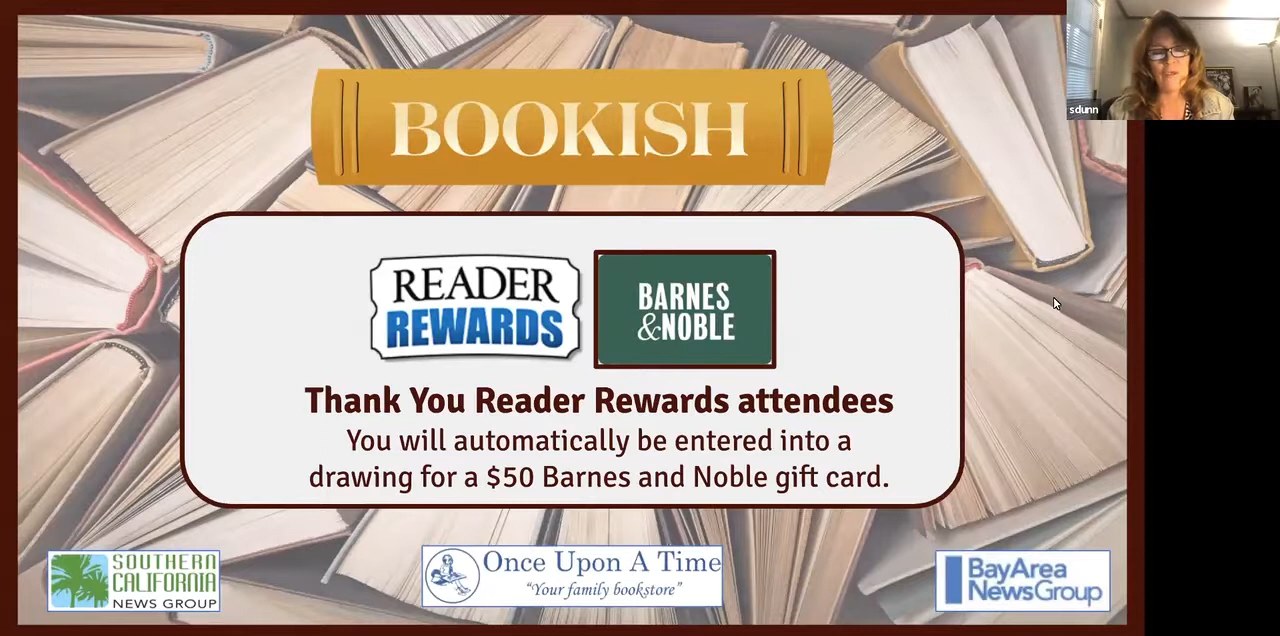 sdunn
BOOKISH
READER
REWARDS
BARNES
&NOBLE
Thank You Reader Rewards attendees
You will automatically be entered into a
drawing for a $50 Barnes and Noble gift card.
SOUTHERN
CALIFORNIA
NEWS GROUP
Once Upon A Time
“Your family bookstore”
BayArea
NewsGroup